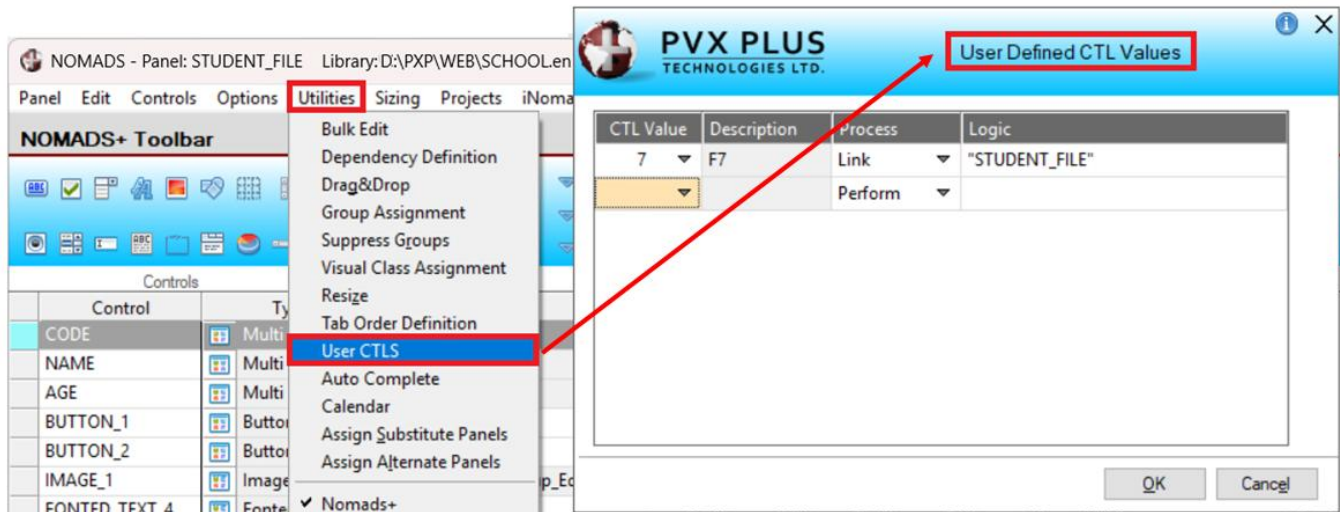 NOMADS - Panel: STUDENT_FILE Library: D:\PXP\WEB\SCHOOL.en
Panel Edit Controls Options Utilities Sizing Projects iNoma
NOMADS+ Toolbar
Controls
Control Ty
CODE Multi
NAME Multi
AGE Multi
BUTTON_1 Button
BUTTON_2 Button
IMAGE_1 Image p_Ed
FONTED_TEXT_4 Fonte
Bulk Edit
Dependency Definition
Drag&Drop
Group Assignment
Suppress Groups
Visual Class Assignment
Resize
Tab Order Definition
User CTLS
Auto Complete
Calendar
Assign Substitute Panels
Assign Alternate Panels
✔ Nomads+
PVX PLUS
TECHNOLOGIES LTD.
User Defined CTL Values
CTL Value Description Process Logic
7 F7 Link "STUDENT_FILE"
Perform
OK Cancel